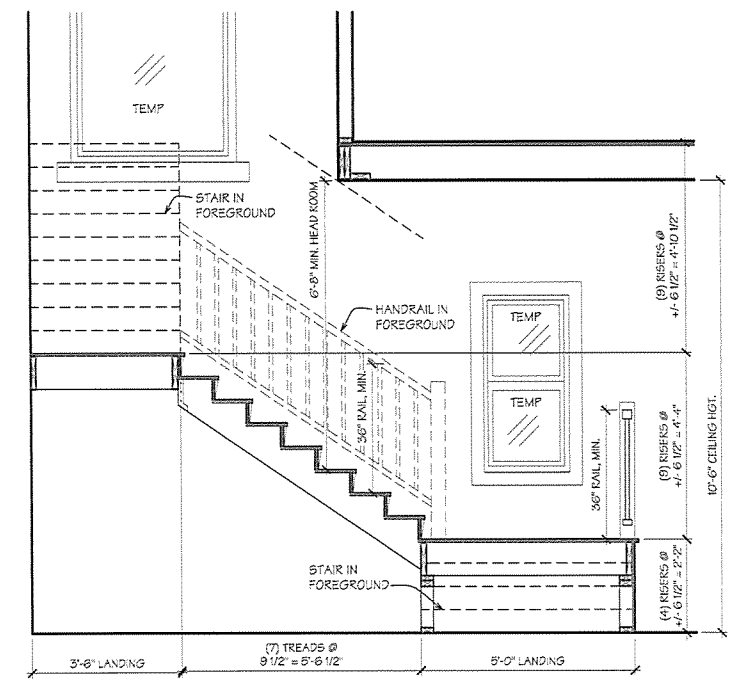 TEMP
STAIR IN
FOREGROUND
6'-8" MIN. HEAD ROOM
HANDRAIL IN
FOREGROUND
TEMP
TEMP
36" RAIL, MIN.
36" RAIL, MIN.
(9) RISERS @
+/- 6 1/2" = 4'-10 1/2"
(8) RISERS @
+/- 6 1/2" = 4'-4"
10'-6" CEILING HGT.
(4) RISERS @
+/- 6 1/2" = 2'-2"
STAIR IN
FOREGROUND
3'-6" LANDING
(7) TREADS @
9 1/2" = 5'-6 1/2"
5'-0" LANDING